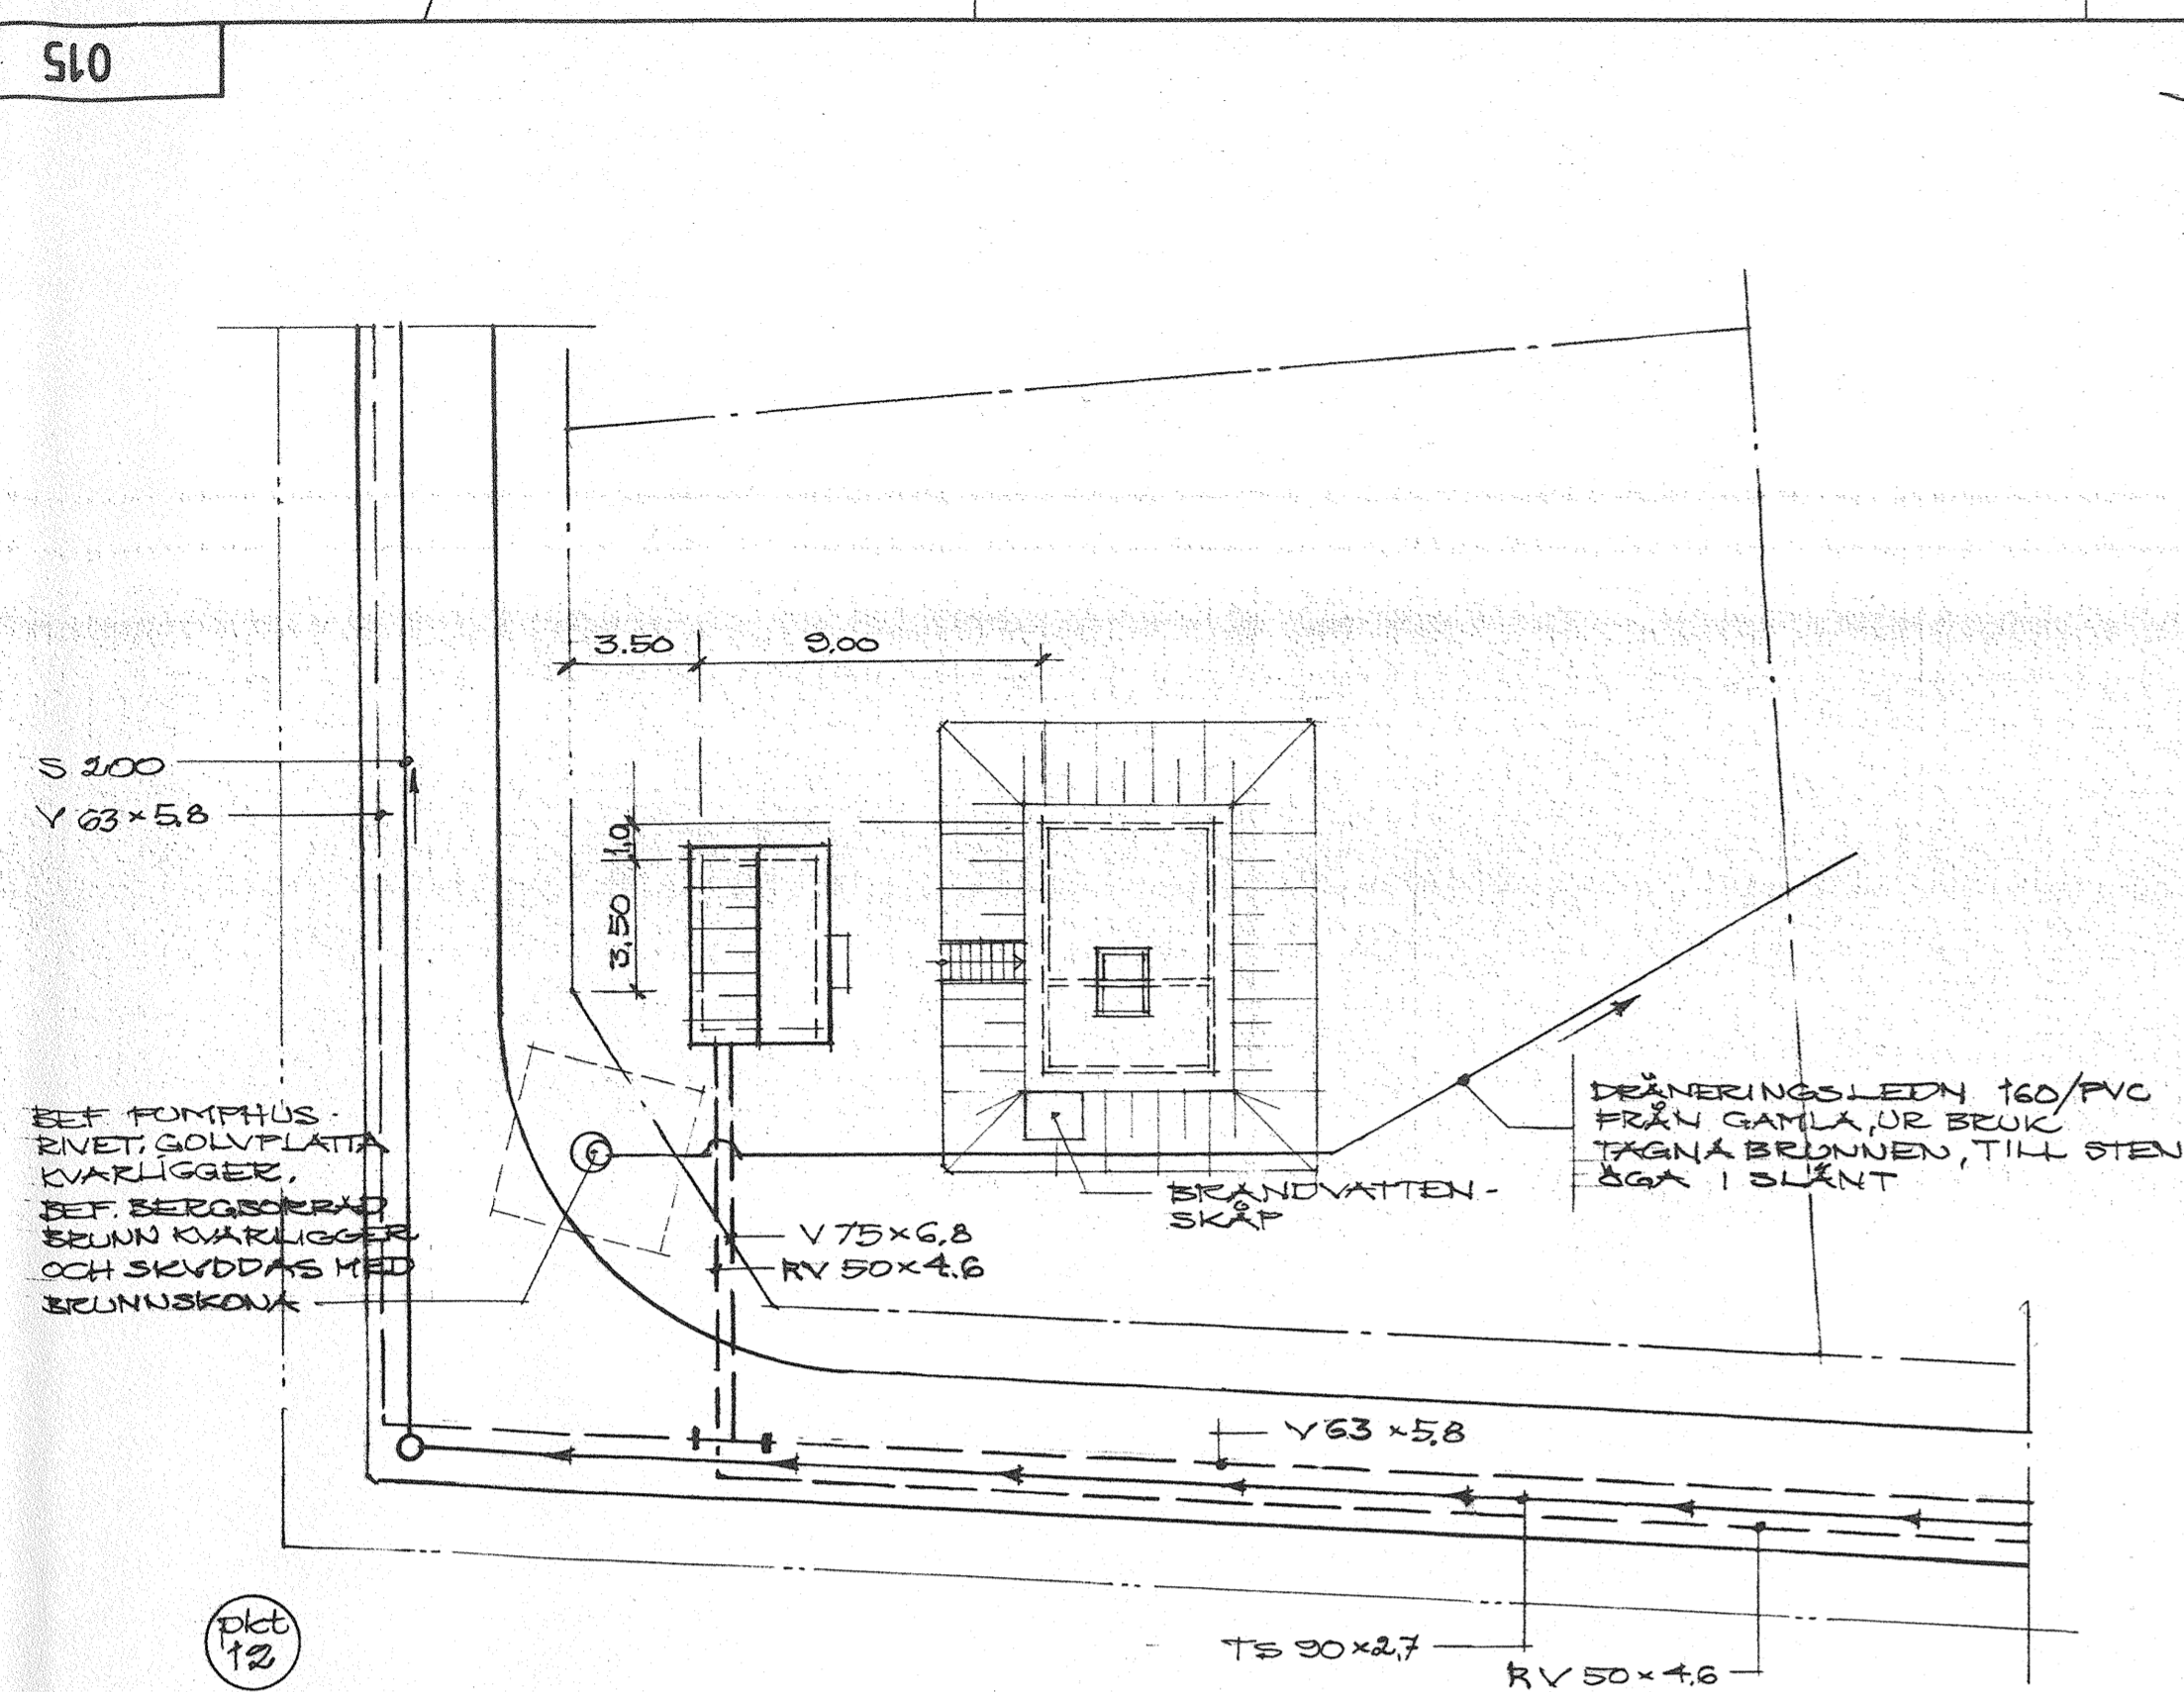 015
3.50
9.00
S 200
V 63×5.8
1.0
3.50
BEF PUMPHUS
RIVET. GOLVPLATTA
KVARLIGGER.
BEF. BERGBORRAD
BRUNN KVARLIGGER
OCH SKYDDAS MED
BRUNNSKONA
DRÄNERINGSLEDN 160/PVC
FRÅN GAMLA, UR BRUK
TAGNA BRUNNEN, TILL STEN
ÖGA I SLÄNT
BRANDVATTEN-
SKÅP
V 75×6.8
RV 50×4.6
V 63×5.8
TS 90×2.7
RV 50×4.6
pkt
12